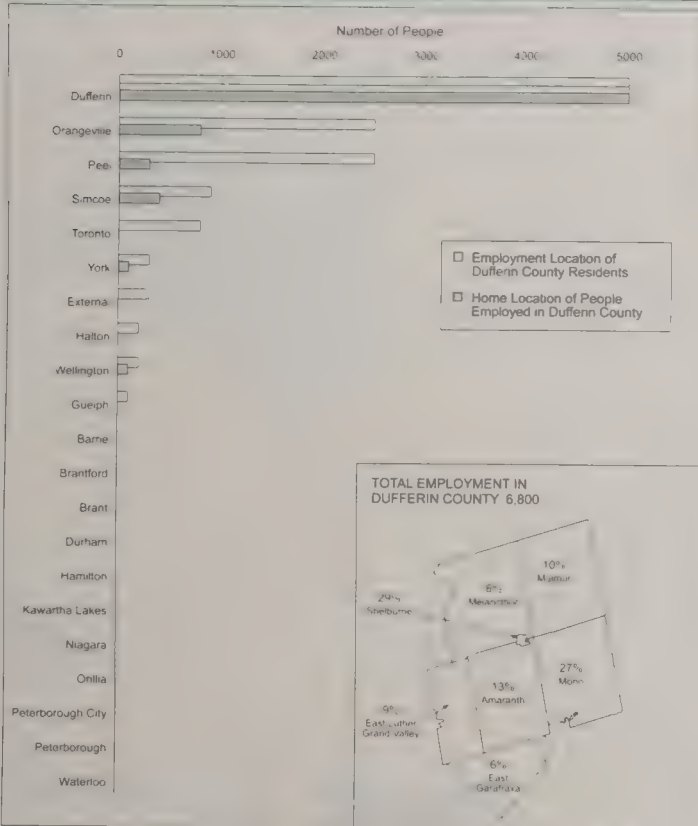 Number of People
0 1000 2000 3000 4000 5000
Dufferin
Orangeville
Peel
Simcoe
Toronto
York
External
Halton
Wellington
Guelph
Barrie
Brantford
Brant
Durham
Hamilton
Kawartha Lakes
Niagara
Orillia
Peterborough City
Peterborough
Waterloo
Employment Location of
Dufferin County Residents
Home Location of People
Employed in Dufferin County
TOTAL EMPLOYMENT IN
DUFFERIN COUNTY 6,800
10%
Mulmur
6%
Melancthon
29%
Shelburne
27%
Mono
13%
Amaranth
9%
East Luther
Grand Valley
6%
East
Garafraxa